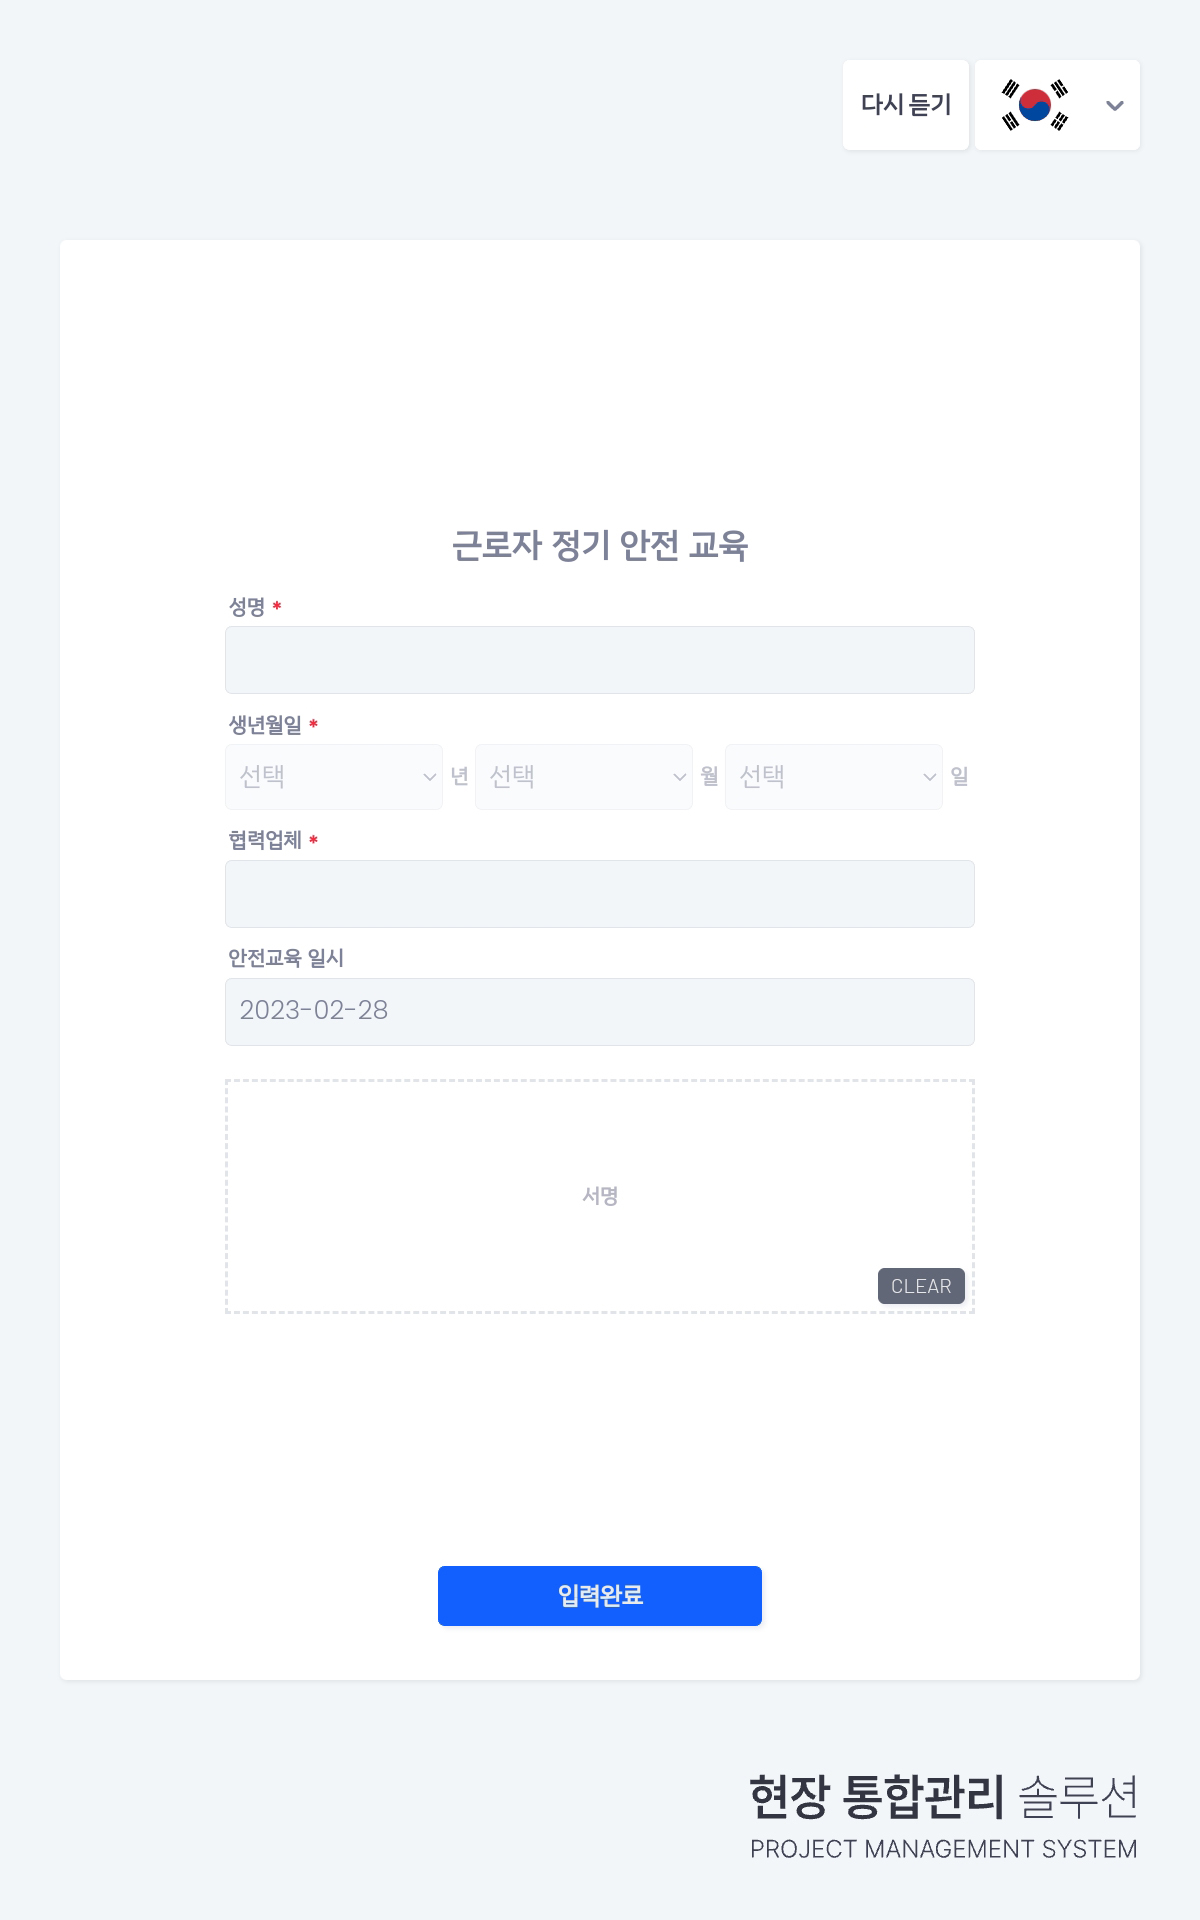 다시 듣기
근로자 정기 안전 교육
성명 *
생년월일 *
선택 년 선택 월 선택 일
협력업체 *
안전교육 일시
2023-02-28
서명
CLEAR
입력완료
현장 통합관리 솔루션
PROJECT MANAGEMENT SYSTEM